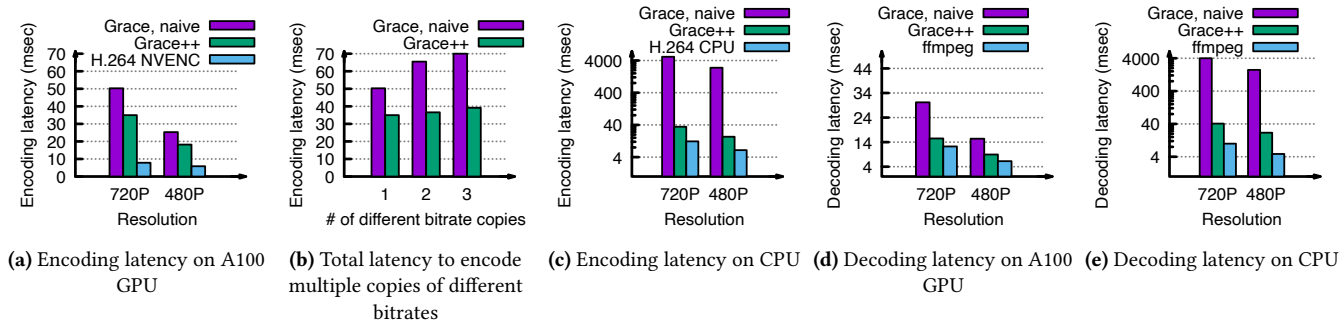 Grace, naive
Grace++
H.264 NVENC
Encoding latency (msec)
70
60
50
40
30
20
10
0
720P 480P
Resolution
(a) Encoding latency on A100
GPU
Grace, naive
Grace++
Encoding latency (msec)
70
60
50
40
30
20
10
0
1 2 3
# of different bitrate copies
(b) Total latency to encode
multiple copies of different
bitrates
Grace, naive
Grace++
H.264 CPU
Encoding latency (msec)
4000
400
40
4
720P 480P
Resolution
(c) Encoding latency on CPU
Grace, naive
Grace++
ffmpeg
Decoding latency (msec)
44
34
24
14
4
720P 480P
Resolution
(d) Decoding latency on A100
GPU
Grace, naive
Grace++
ffmpeg
Decoding latency (msec)
4000
400
40
4
720P 480P
Resolution
(e) Decoding latency on CPU